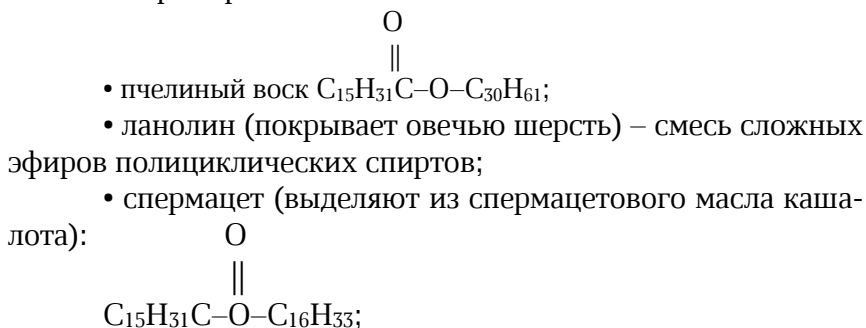 O
||
• пчелиный воск C₁₅H₃₁C–O–C₃₀H₆₁;
• ланолин (покрывает овечью шерсть) – смесь сложных
эфиров полициклических спиртов;
• спермацет (выделяют из спермацетового масла каша-
лота): O
||
C₁₅H₃₁C–O–C₁₆H₃₃;